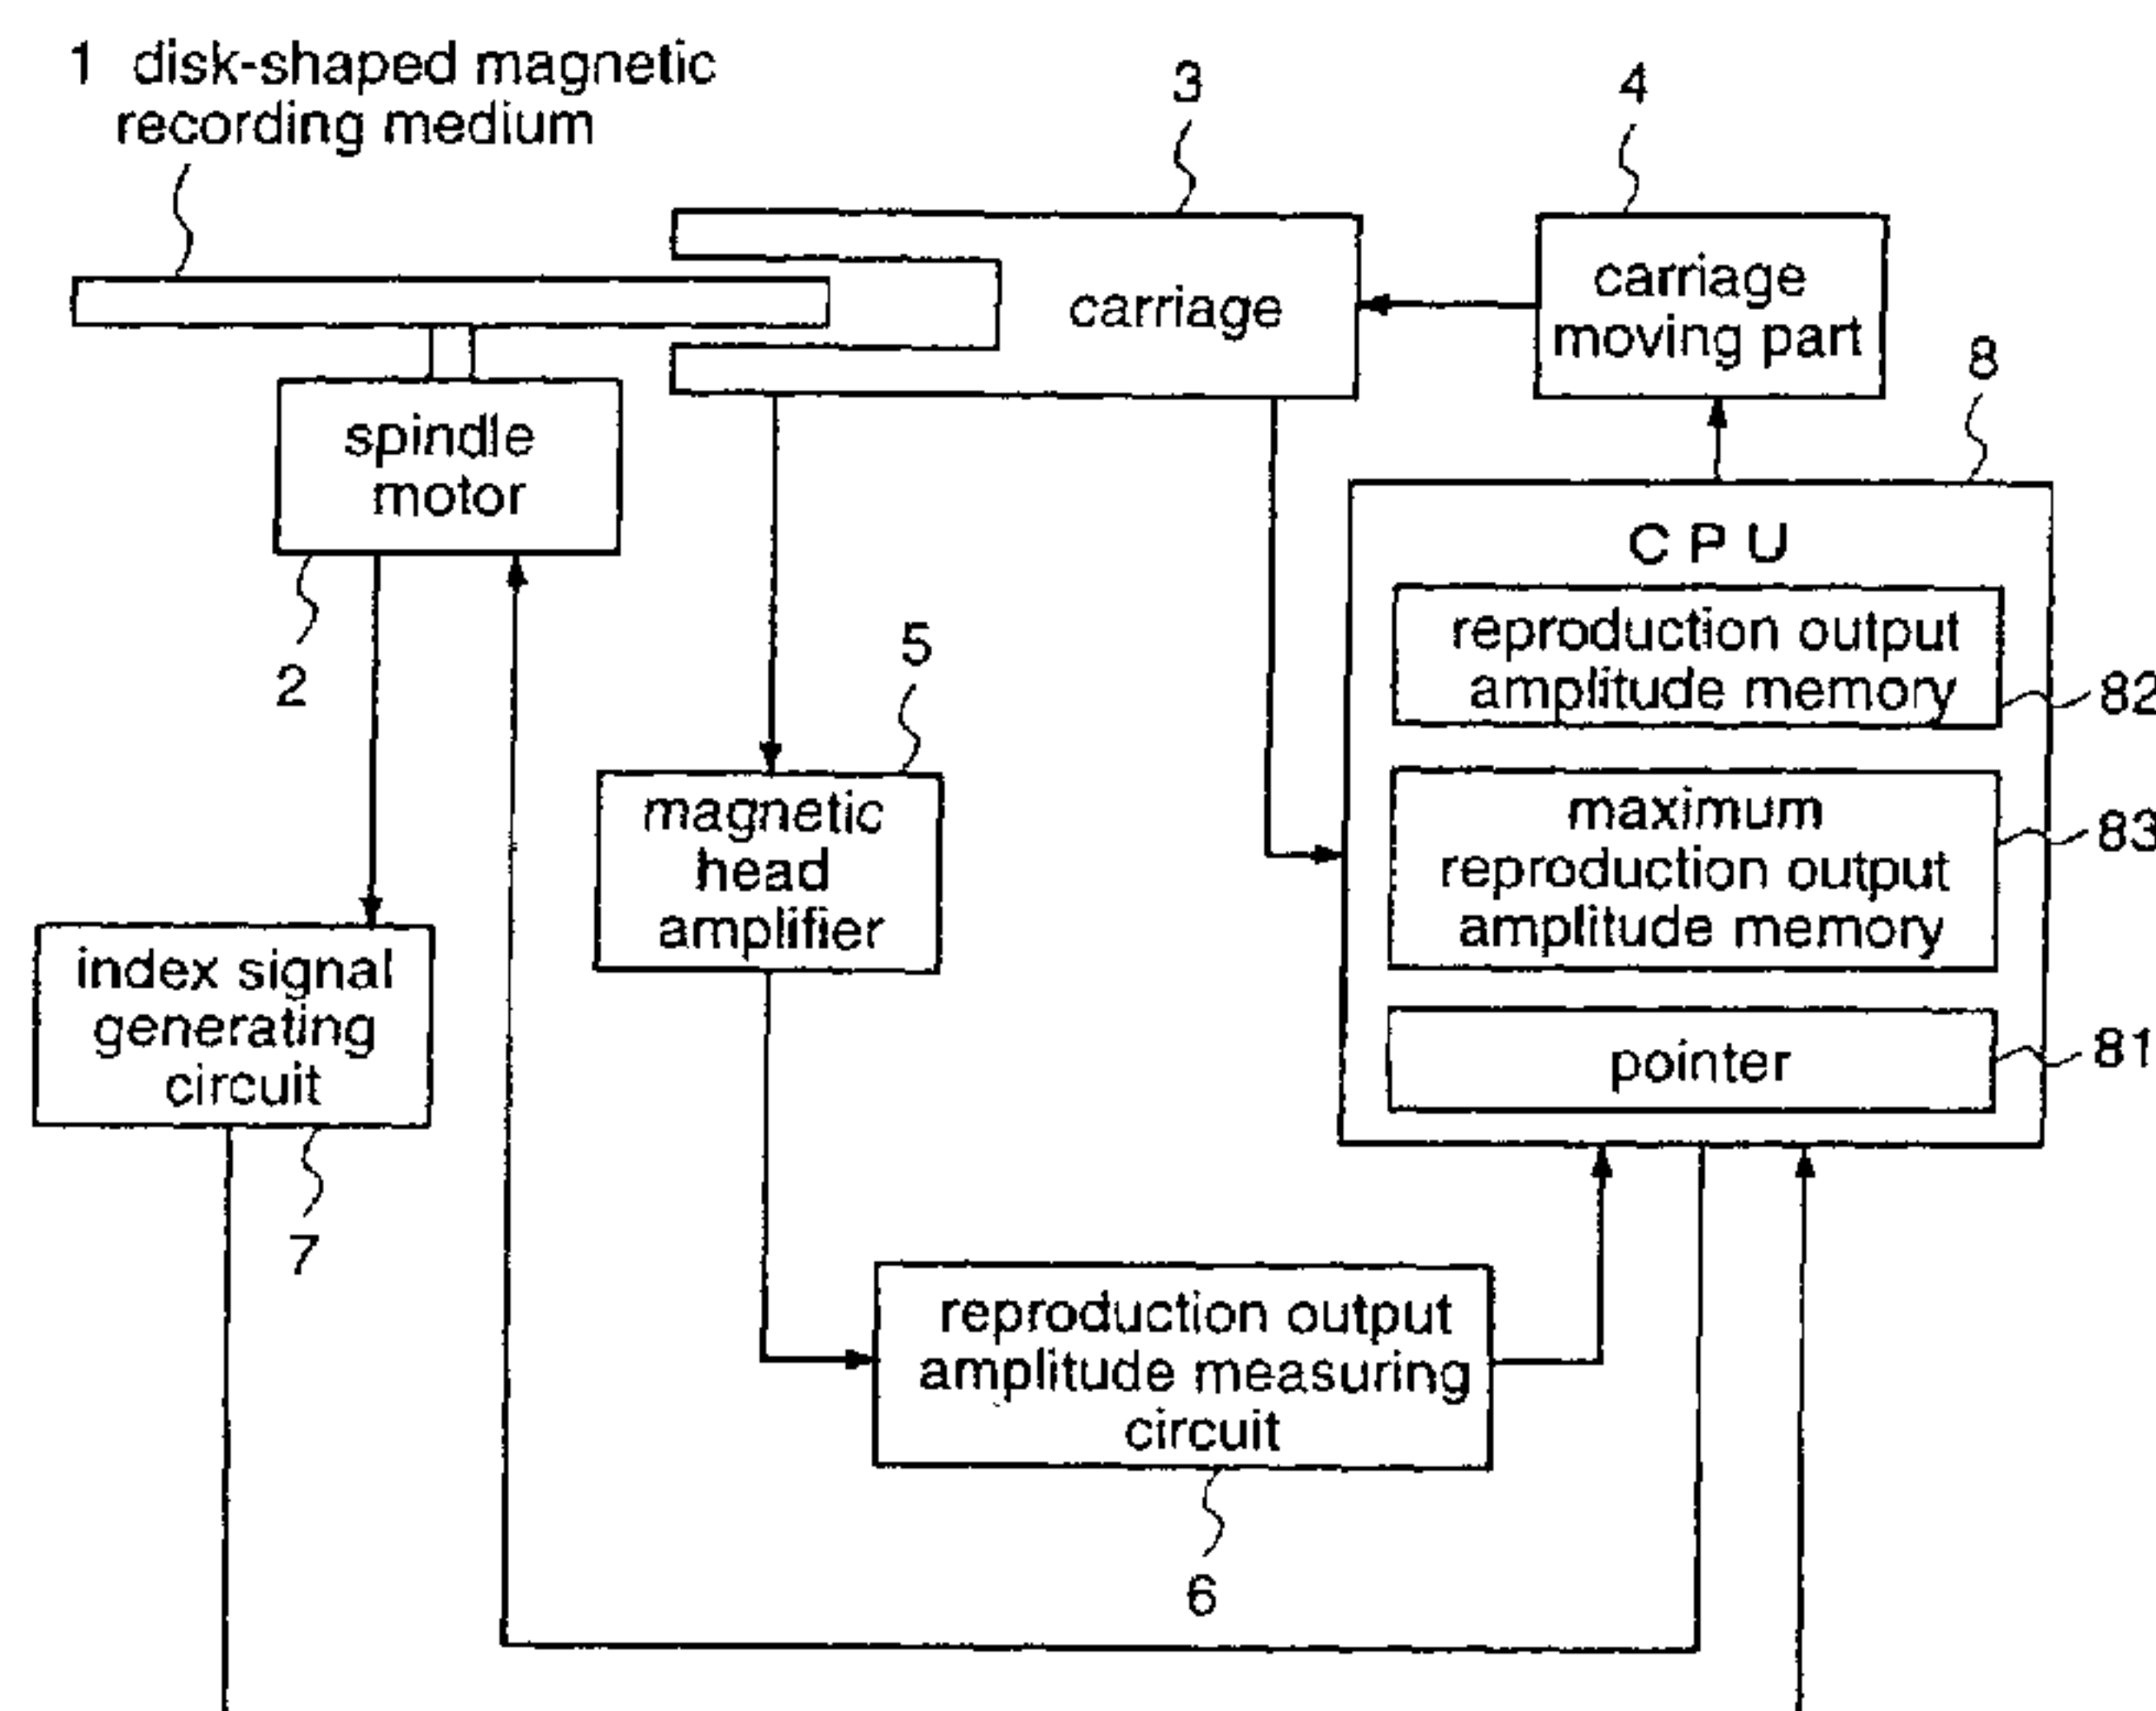 1 disk-shaped magnetic
recording medium
3
4
carriage
carriage
moving part
8
spindle
motor
2
CPU
reproduction output
amplitude memory
82
5
magnetic
head
amplifier
maximum
reproduction output
amplitude memory
83
index signal
generating
circuit
7
pointer
81
reproduction output
amplitude measuring
circuit
6